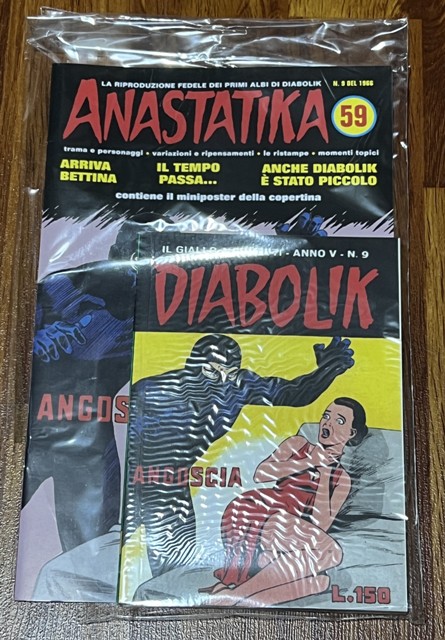 LA RIPRODUZIONE FEDELE DEI PRIMI ALBI DI DIABOLIK
N. 9 DEL 1966
ANASTATIKA
59
trama e personaggi • variazioni e ripensamenti • le ristampe • momenti topici
ARRIVA BETTINA
IL TEMPO PASSA...
ANCHE DIABOLIK È STATO PICCOLO
contiene il miniposter della copertina
ANGOS
IL GIALLO - ANNO V - N. 9
DIABOLIK
ANGOSCIA
L.150